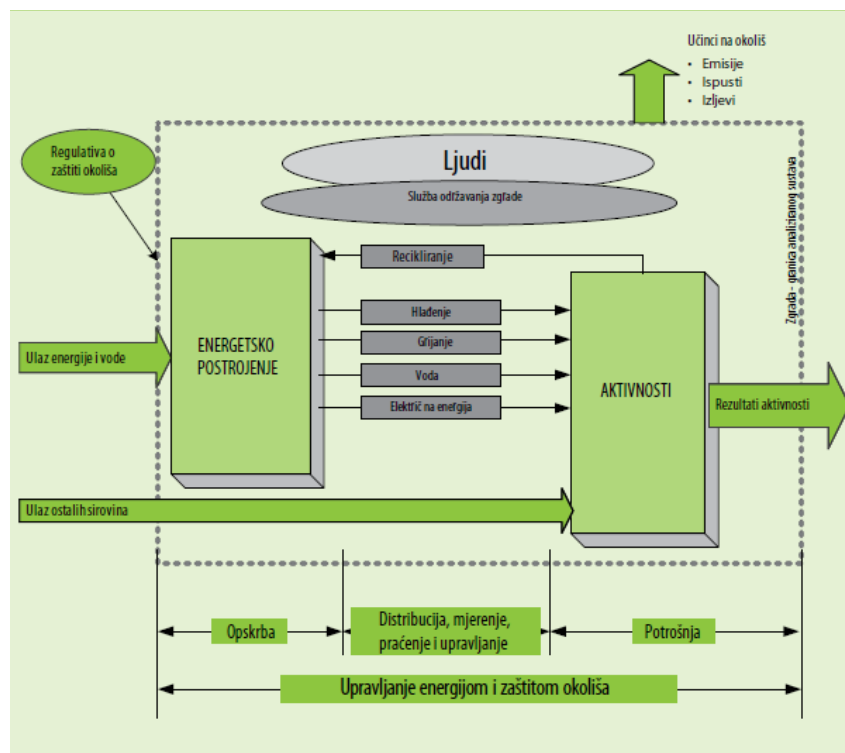 Učinci na okoliš
• Emisije
• Ispusti
• Izljevi
Regulativa o
zaštiti okoliša
Ljudi
Služba održavanja zgrade
Zgrada - granica analiziranog sustava
Recikliranje
Hlađenje
Grijanje
Voda
Električ na energija
ENERGETSKO
POSTROJENJE
AKTIVNOSTI
Ulaz energije i vode
Rezultati aktivnosti
Ulaz ostalih sirovina
Opskrba
Distribucija, mjerenje,
praćenje i upravljanje
Potrošnja
Upravljanje energijom i zaštitom okoliša